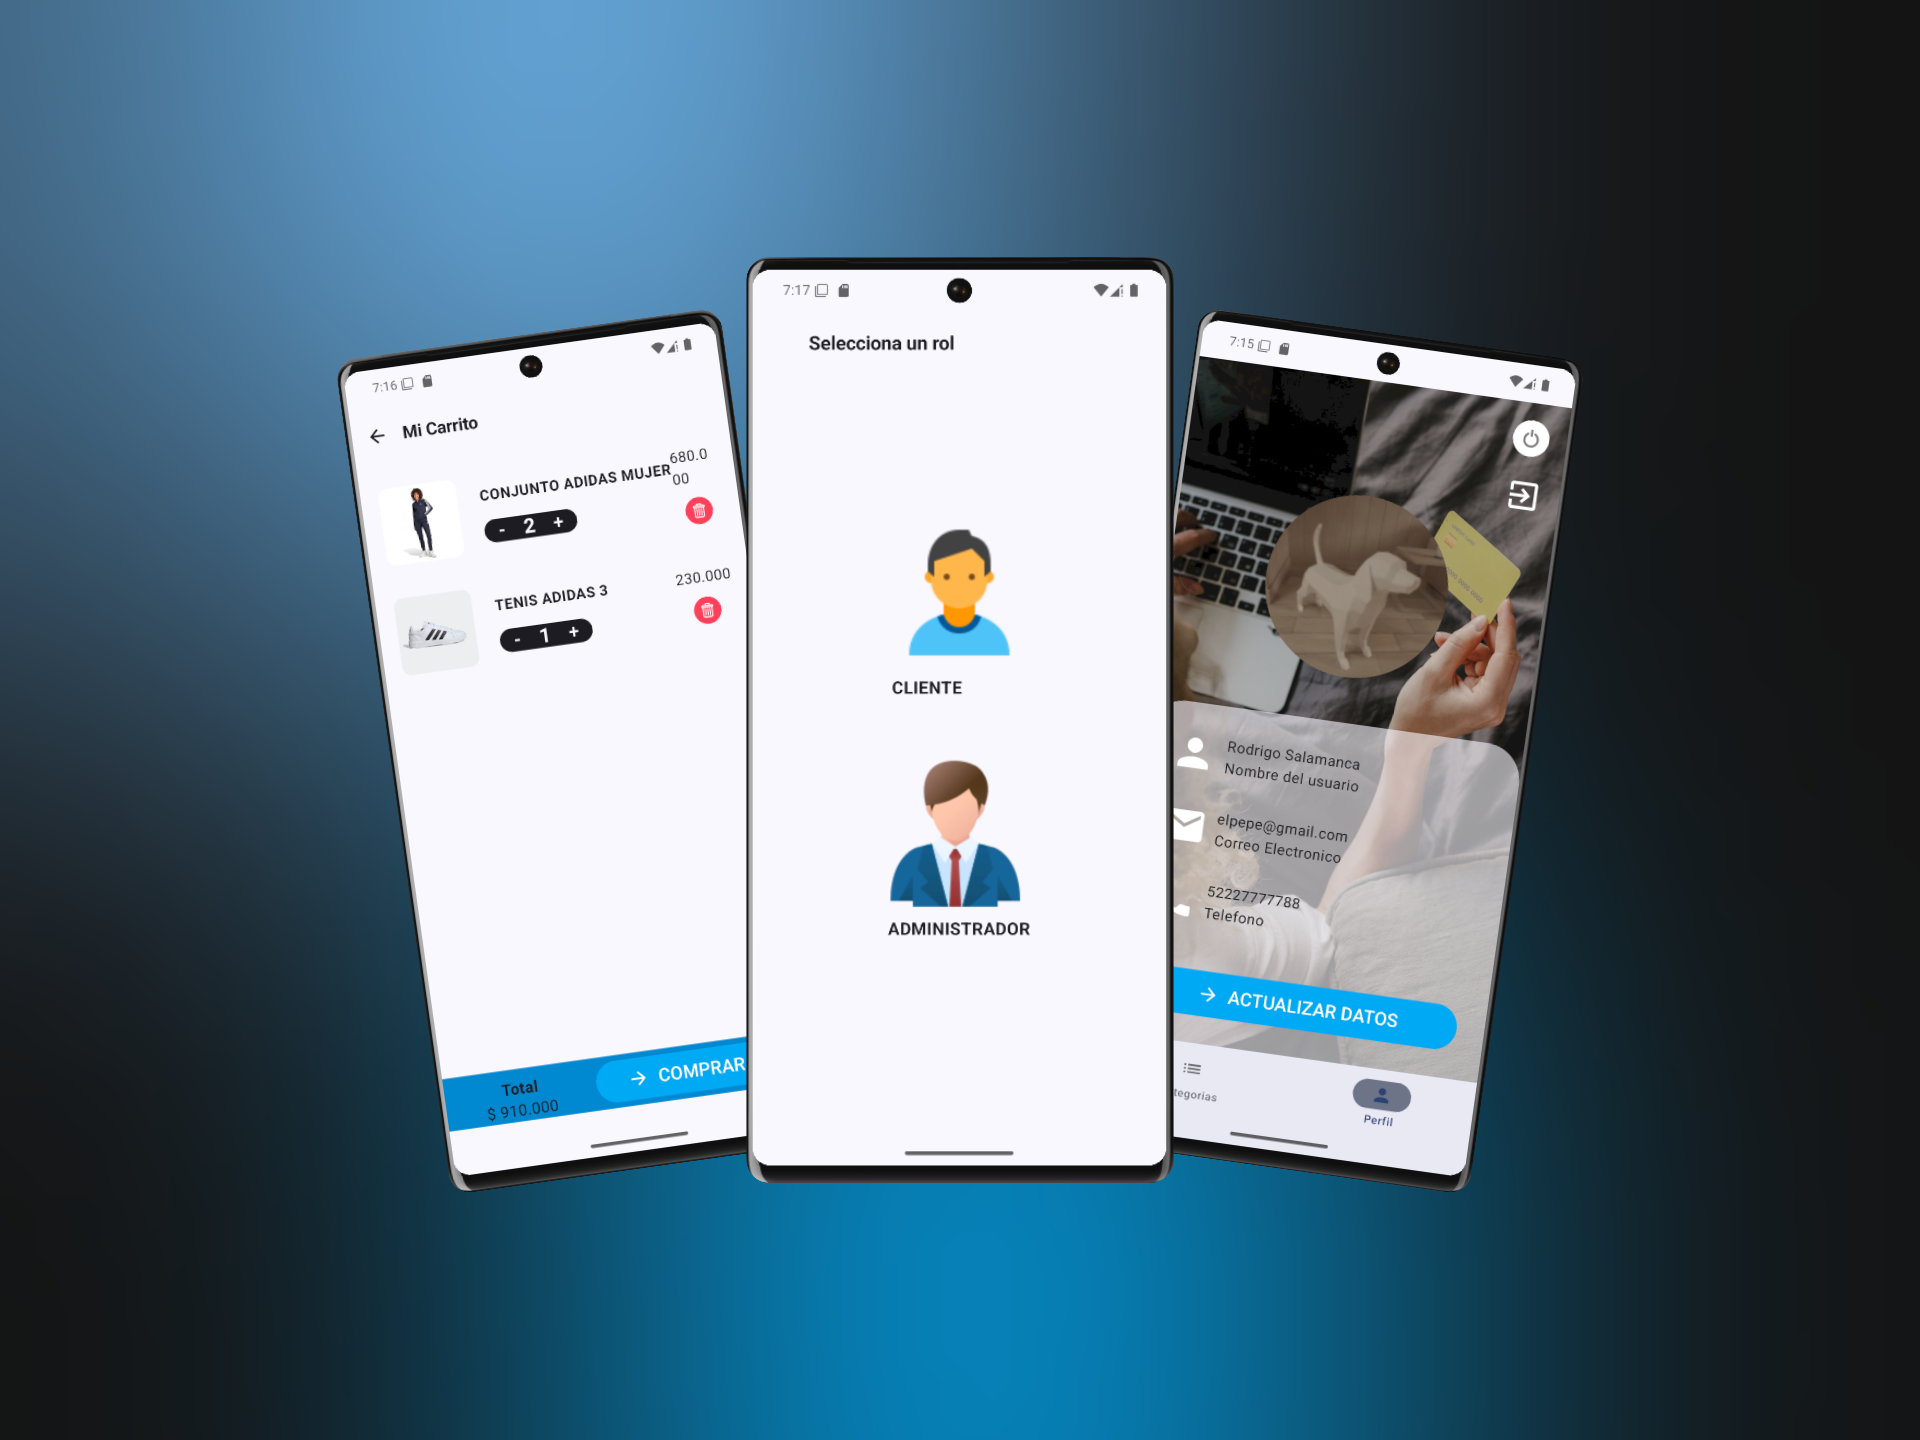 7:16
Mi Carrito
CONJUNTO ADIDAS MUJER
680.0
00
- 2 +
TENIS ADIDAS 3
230.000
- 1 +
Total
$ 910.000
COMPRAR
7:17
Selecciona un rol
CLIENTE
ADMINISTRADOR
7:15
Rodrigo Salamanca
Nombre del usuario
elpepe@gmail.com
Correo Electronico
52227777788
Telefono
ACTUALIZAR DATOS
tegorias
Perfil